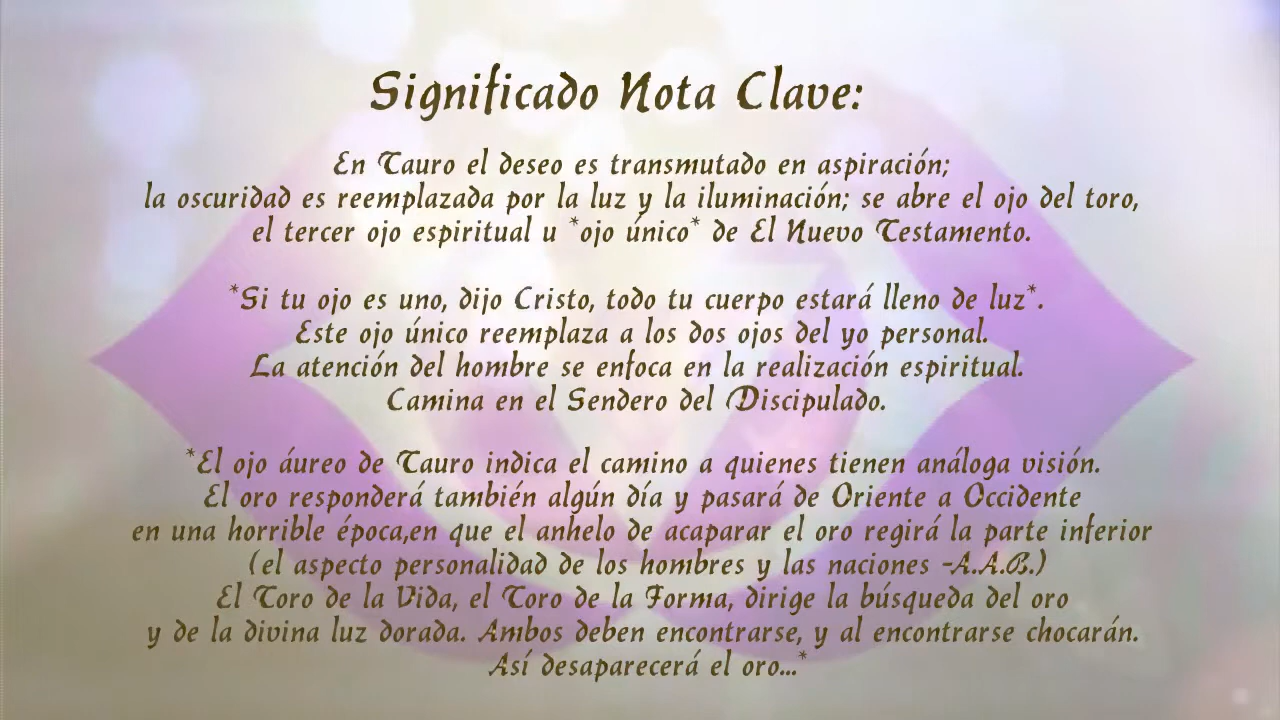 Significado Nota Clave:
En Tauro el deseo es transmutado en aspiración;
la oscuridad es reemplazada por la luz y la iluminación; se abre el ojo del toro,
el tercer ojo espiritual u *ojo único* de El Nuevo Testamento.
*Si tu ojo es uno, dijo Cristo, todo tu cuerpo estará lleno de luz*.
Este ojo único reemplaza a los dos ojos del yo personal.
La atención del hombre se enfoca en la realización espiritual.
Camina en el Sendero del Discipulado.
*El ojo áureo de Tauro indica el camino a quienes tienen análoga visión.
El oro responderá también algún día y pasará de Oriente a Occidente
en una horrible época,en que el anhelo de acaparar el oro regirá la parte inferior
(el aspecto personalidad de los hombres y las naciones -A.A.B.)
El Toro de la Vida, el Toro de la Forma, dirige la búsqueda del oro
y de la divina luz dorada. Ambos deben encontrarse, y al encontrarse chocarán.
Así desaparecerá el oro...*